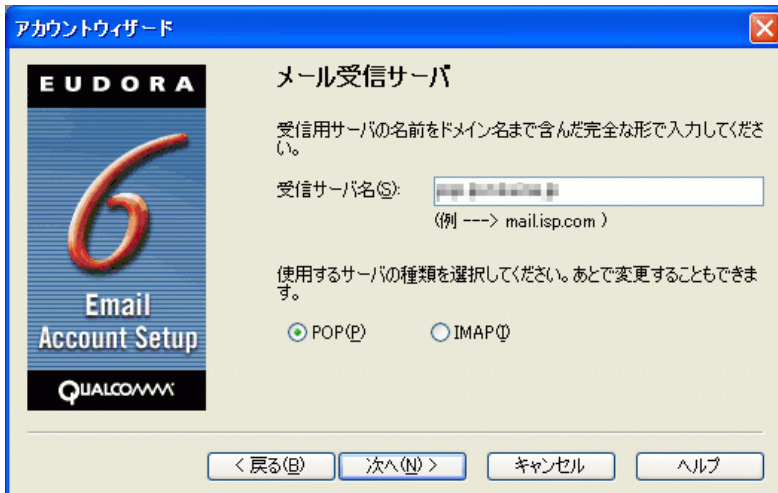 アカウントウィザード
EUDORA
6
Email
Account Setup
QUALCOMM
メール受信サーバ
受信用サーバの名前をドメイン名まで含んだ完全な形で入力してくださ
い。
受信サーバ名(S):
(例 ---> mail.isp.com )
使用するサーバの種類を選択してください。あとで変更することもできま
す。
POP(P)
IMAP(I)
< 戻る(B)
次へ(N) >
キャンセル
ヘルプ